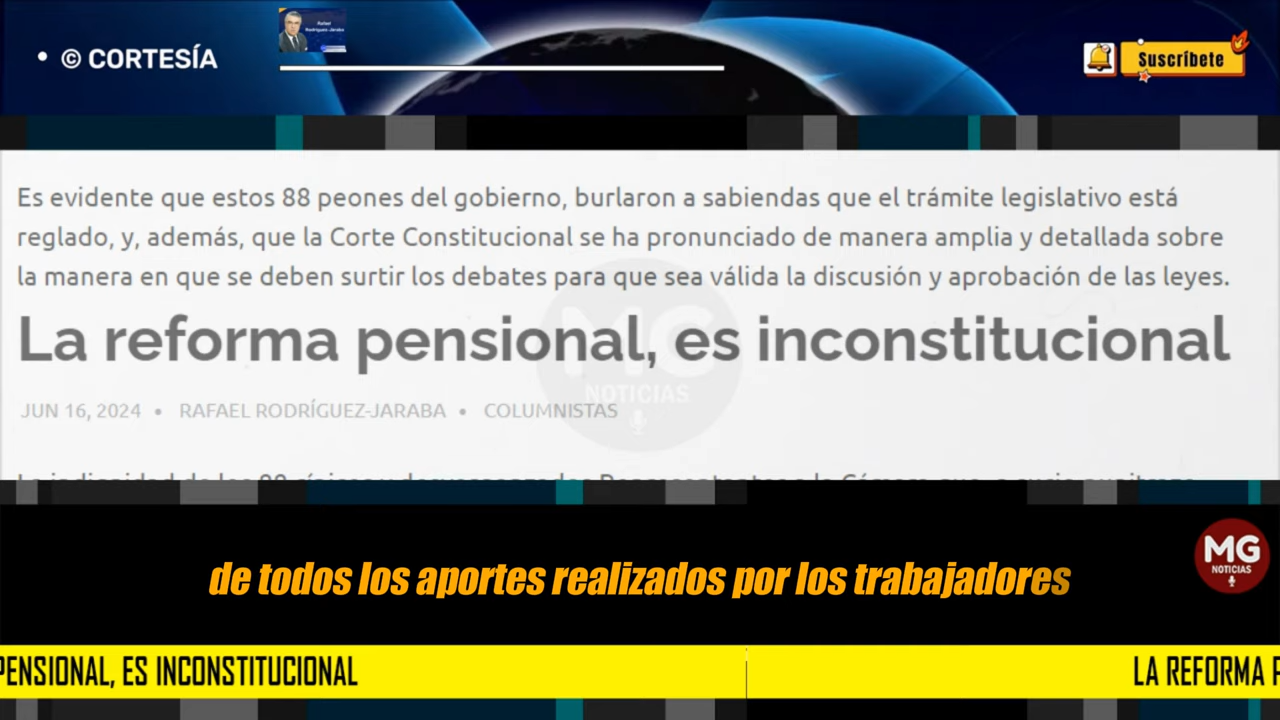 • © CORTESÍA
Rafael
Rodríguez-Jaraba
Suscríbete
Es evidente que estos 88 peones del gobierno, burlaron a sabiendas que el trámite legislativo está
reglado, y, además, que la Corte Constitucional se ha pronunciado de manera amplia y detallada sobre
la manera en que se deben surtir los debates para que sea válida la discusión y aprobación de las leyes.
La reforma pensional, es inconstitucional
MG
NOTICIAS
JUN 16, 2024 • RAFAEL RODRÍGUEZ-JARABA • COLUMNISTAS
de todos los aportes realizados por los trabajadores
MG
NOTICIAS
PENSIONAL, ES INCONSTITUCIONAL
LA REFORMA P